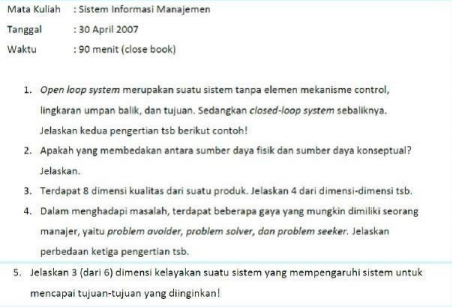 Mata Kuliah : Sistem Informasi Manajemen
Tanggal : 30 April 2007
Waktu : 90 menit (close book)
1. Open loop system merupakan suatu sistem tanpa elemen mekanisme control,
lingkaran umpan balik, dan tujuan. Sedangkan closed-loop system sebaliknya.
Jelaskan kedua pengertian tsb berikut contoh!
2. Apakah yang membedakan antara sumber daya fisik dan sumber daya konseptual?
Jelaskan.
3. Terdapat 8 dimensi kualitas dari suatu produk. Jelaskan 4 dari dimensi-dimensi tsb.
4. Dalam menghadapi masalah, terdapat beberapa gaya yang mungkin dimiliki seorang
manajer, yaitu problem avoider, problem solver, dan problem seeker. Jelaskan
perbedaan ketiga pengertian tsb.
5. Jelaskan 3 (dari 6) dimensi kelayakan suatu sistem yang mempengaruhi sistem untuk
mencapai tujuan-tujuan yang diinginkan!